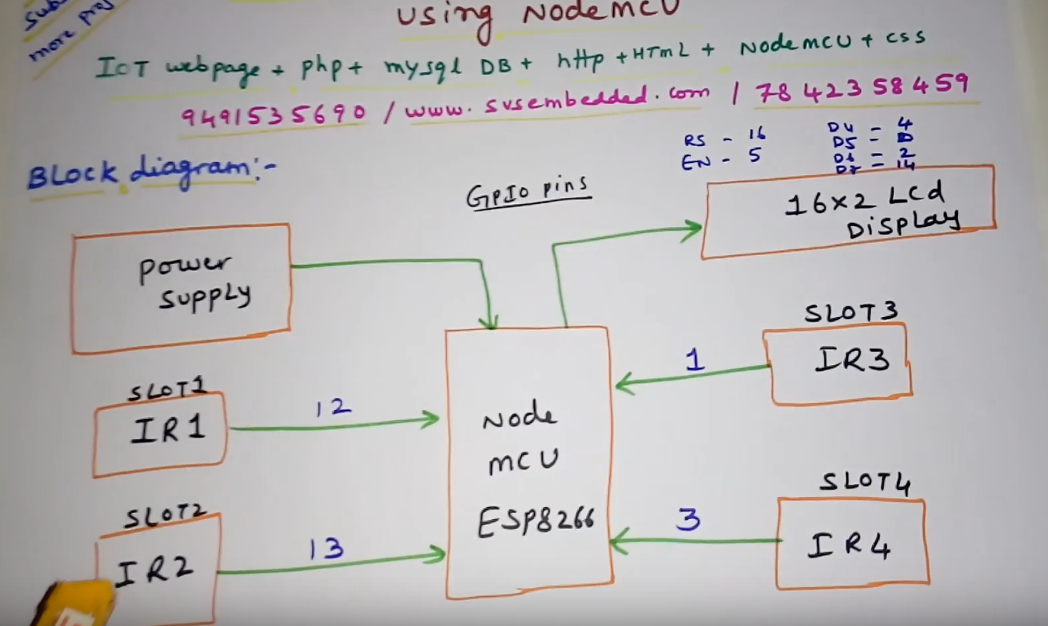 more
using NodeMCU
IOT webpage + php + mysql DB + http + HTML + NodeMCU + css
9491535690 / www.svsembedded.com / 7842358459
RS - 16
EN - 5
D4 = 4
D5 =
D6 = 2
D7 = 14
Block diagram:-
GPIO pins
16x2 LCd
Display
power
supply
SLOT3
IR3
1
SLOT1
IR1
12
Node
MCU
ESP8266
SLOT4
IR4
3
SLOT2
IR2
13